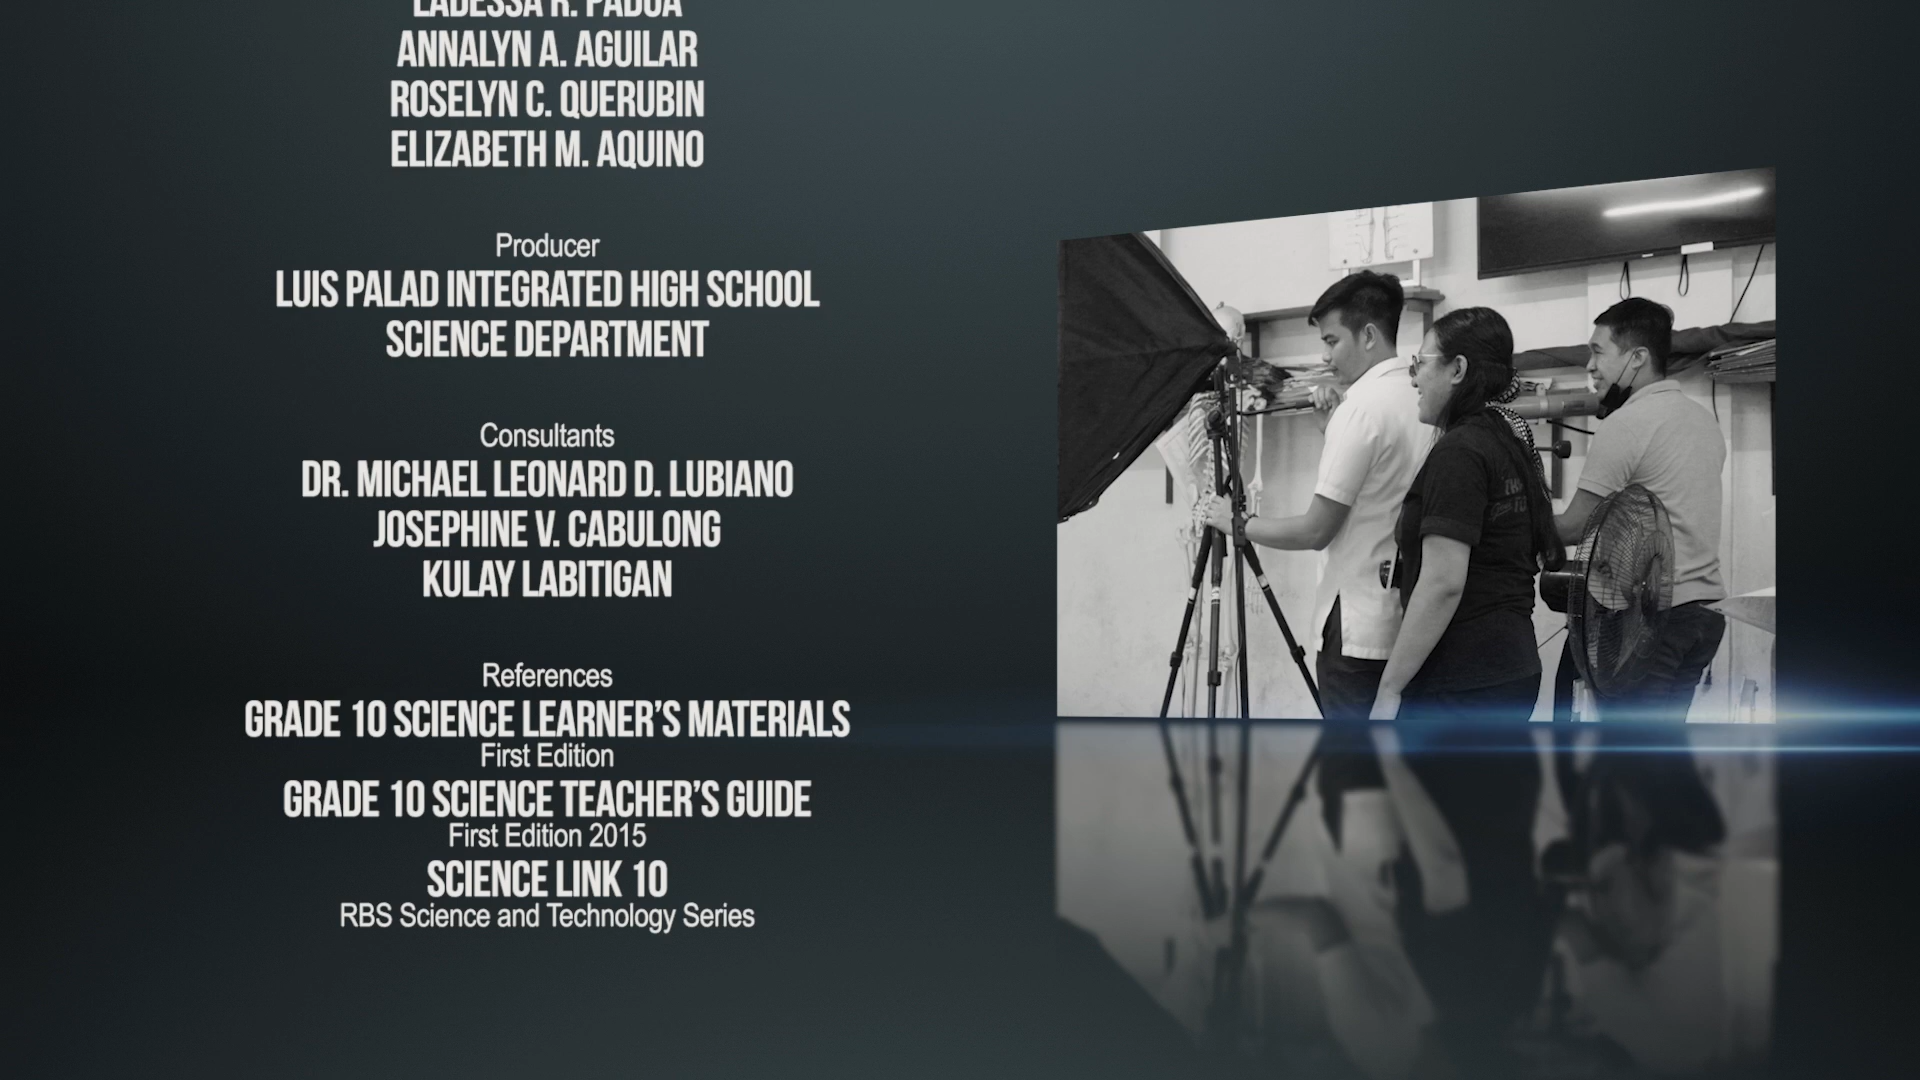 LADESSA R. PADUA
ANNALYN A. AGUILAR
ROSELYN C. QUERUBIN
ELIZABETH M. AQUINO
Producer
LUIS PALAD INTEGRATED HIGH SCHOOL
SCIENCE DEPARTMENT
Consultants
DR. MICHAEL LEONARD D. LUBIANO
JOSEPHINE V. CABULONG
KULAY LABITIGAN
References
GRADE 10 SCIENCE LEARNER'S MATERIALS
First Edition
GRADE 10 SCIENCE TEACHER'S GUIDE
First Edition 2015
SCIENCE LINK 10
RBS Science and Technology Series